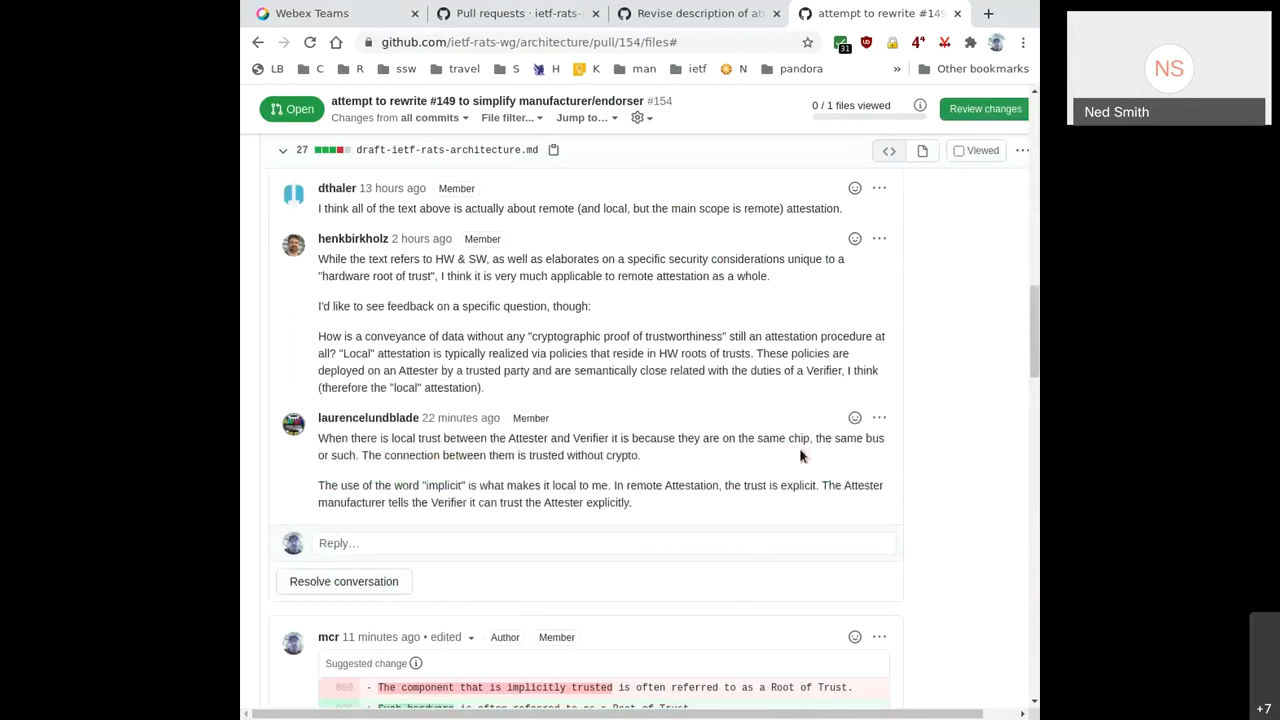 Webex Teams
Pull requests · ietf-rats-
Revise description of at
attempt to rewrite #149
github.com/ietf-rats-wg/architecture/pull/154/files#
31
4⁴
LB
C
R
ssw
travel
S
H
K
man
ietf
N
pandora
»
Other bookmarks
Open
attempt to rewrite #149 to simplify manufacturer/endorser #154
Changes from all commits
File filter...
Jump to…
0 / 1 files viewed
Review changes
27
draft-ietf-rats-architecture.md
Viewed
dthaler 13 hours ago Member
I think all of the text above is actually about remote (and local, but the main scope is remote) attestation.
henkbirkholz 2 hours ago Member
While the text refers to HW & SW, as well as elaborates on a specific security considerations unique to a
"hardware root of trust", I think it is very much applicable to remote attestation as a whole.
I'd like to see feedback on a specific question, though:
How is a conveyance of data without any "cryptographic proof of trustworthiness" still an attestation procedure at
all? "Local" attestation is typically realized via policies that reside in HW roots of trusts. These policies are
deployed on an Attester by a trusted party and are semantically close related with the duties of a Verifier, I think
(therefore the "local" attestation).
laurencelundblade 22 minutes ago Member
When there is local trust between the Attester and Verifier it is because they are on the same chip, the same bus
or such. The connection between them is trusted without crypto.
The use of the word "implicit" is what makes it local to me. In remote Attestation, the trust is explicit. The Attester
manufacturer tells the Verifier it can trust the Attester explicitly.
Reply…
Resolve conversation
mcr 11 minutes ago • edited Author Member
Suggested change
800 - The component that is implicitly trusted is often referred to as a Root of Trust.
+ Such hardware is often referred to as a Root of Trust.
NS
Ned Smith
+7